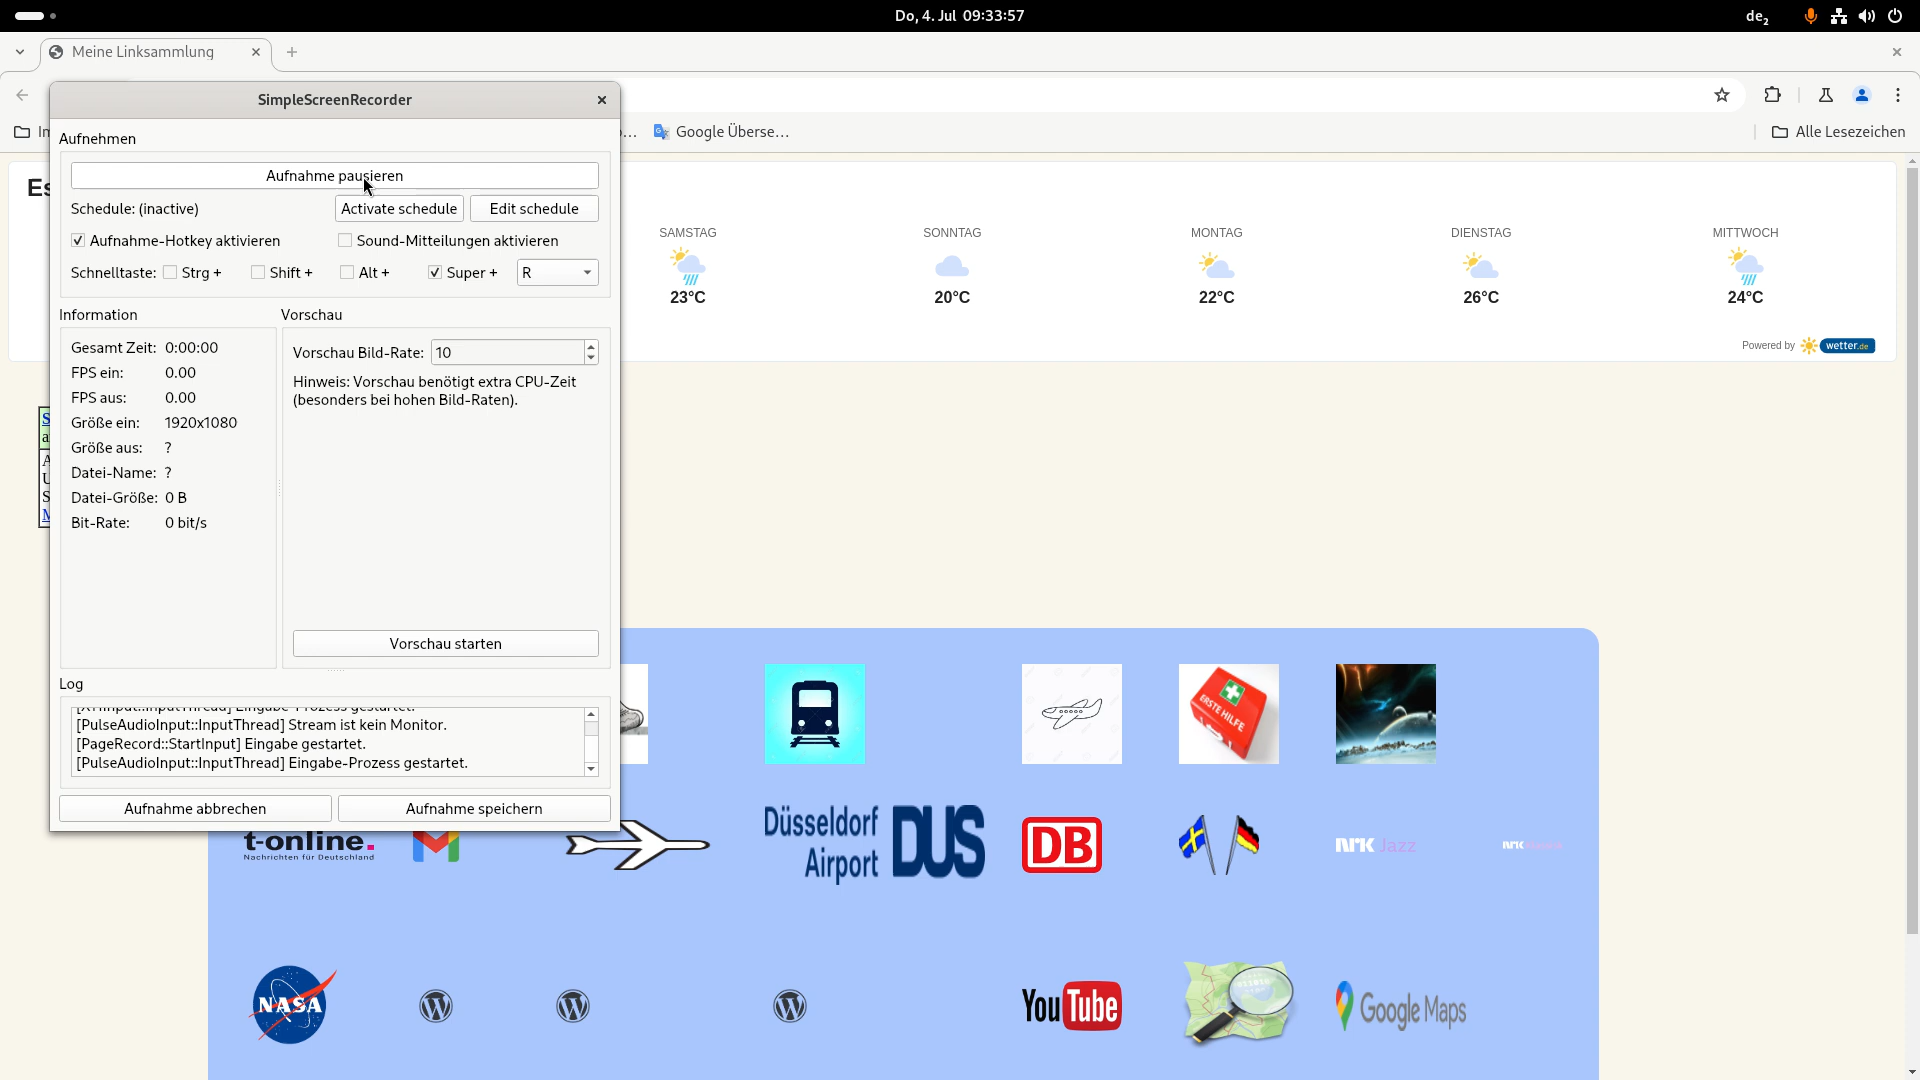 Do, 4. Jul 09:33:57
de2
Meine Linksammlung
Google Überse...
Alle Lesezeichen
SimpleScreenRecorder
Aufnehmen
Aufnahme pausieren
Schedule: (inactive)
Activate schedule
Edit schedule
Aufnahme-Hotkey aktivieren
Sound-Mitteilungen aktivieren
Schnelltaste: Strg + Shift + Alt + Super + R
Information
Gesamt Zeit: 0:00:00
FPS ein: 0.00
FPS aus: 0.00
Größe ein: 1920x1080
Größe aus: ?
Datei-Name: ?
Datei-Größe: 0 B
Bit-Rate: 0 bit/s
Vorschau
Vorschau Bild-Rate: 10
Hinweis: Vorschau benötigt extra CPU-Zeit
(besonders bei hohen Bild-Raten).
Vorschau starten
Log
[X11Input::InputThread] Eingabe-Prozess gestartet.
[PulseAudioInput::InputThread] Stream ist kein Monitor.
[PageRecord::StartInput] Eingabe gestartet.
[PulseAudioInput::InputThread] Eingabe-Prozess gestartet.
Aufnahme abbrechen
Aufnahme speichern
SAMSTAG SONNTAG MONTAG DIENSTAG MITTWOCH
23°C 20°C 22°C 26°C 24°C
Powered by wetter.de
ERSTE HILFE
t-online.
Nachrichten für Deutschland
Düsseldorf
Airport
DUS
DB
NRK Jazz
NRK
NASA
YouTube
Google Maps